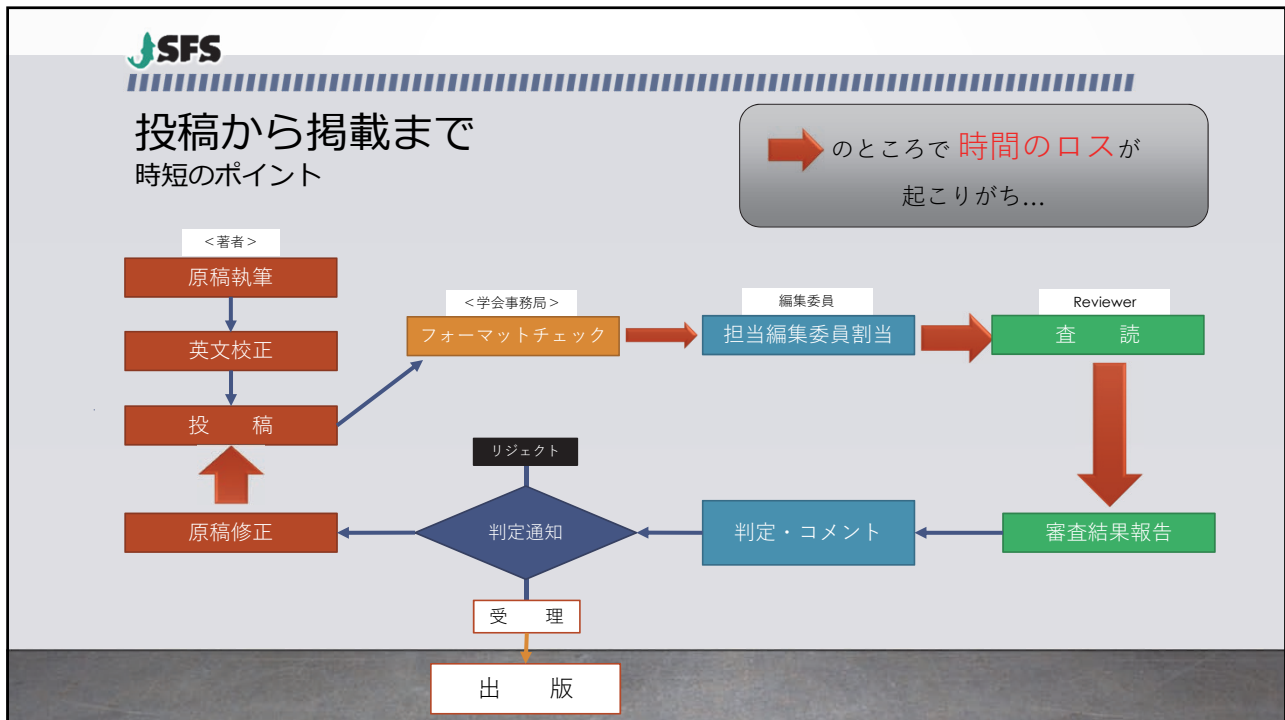 SFS
投稿から掲載まで
時短のポイント
のところで 時間のロスが
起こりがち...
＜著者＞
原稿執筆
英文校正
投　稿
＜学会事務局＞
フォーマットチェック
編集委員
担当編集委員割当
Reviewer
査　読
リジェクト
原稿修正
判定通知
判定・コメント
審査結果報告
受　理
出　版